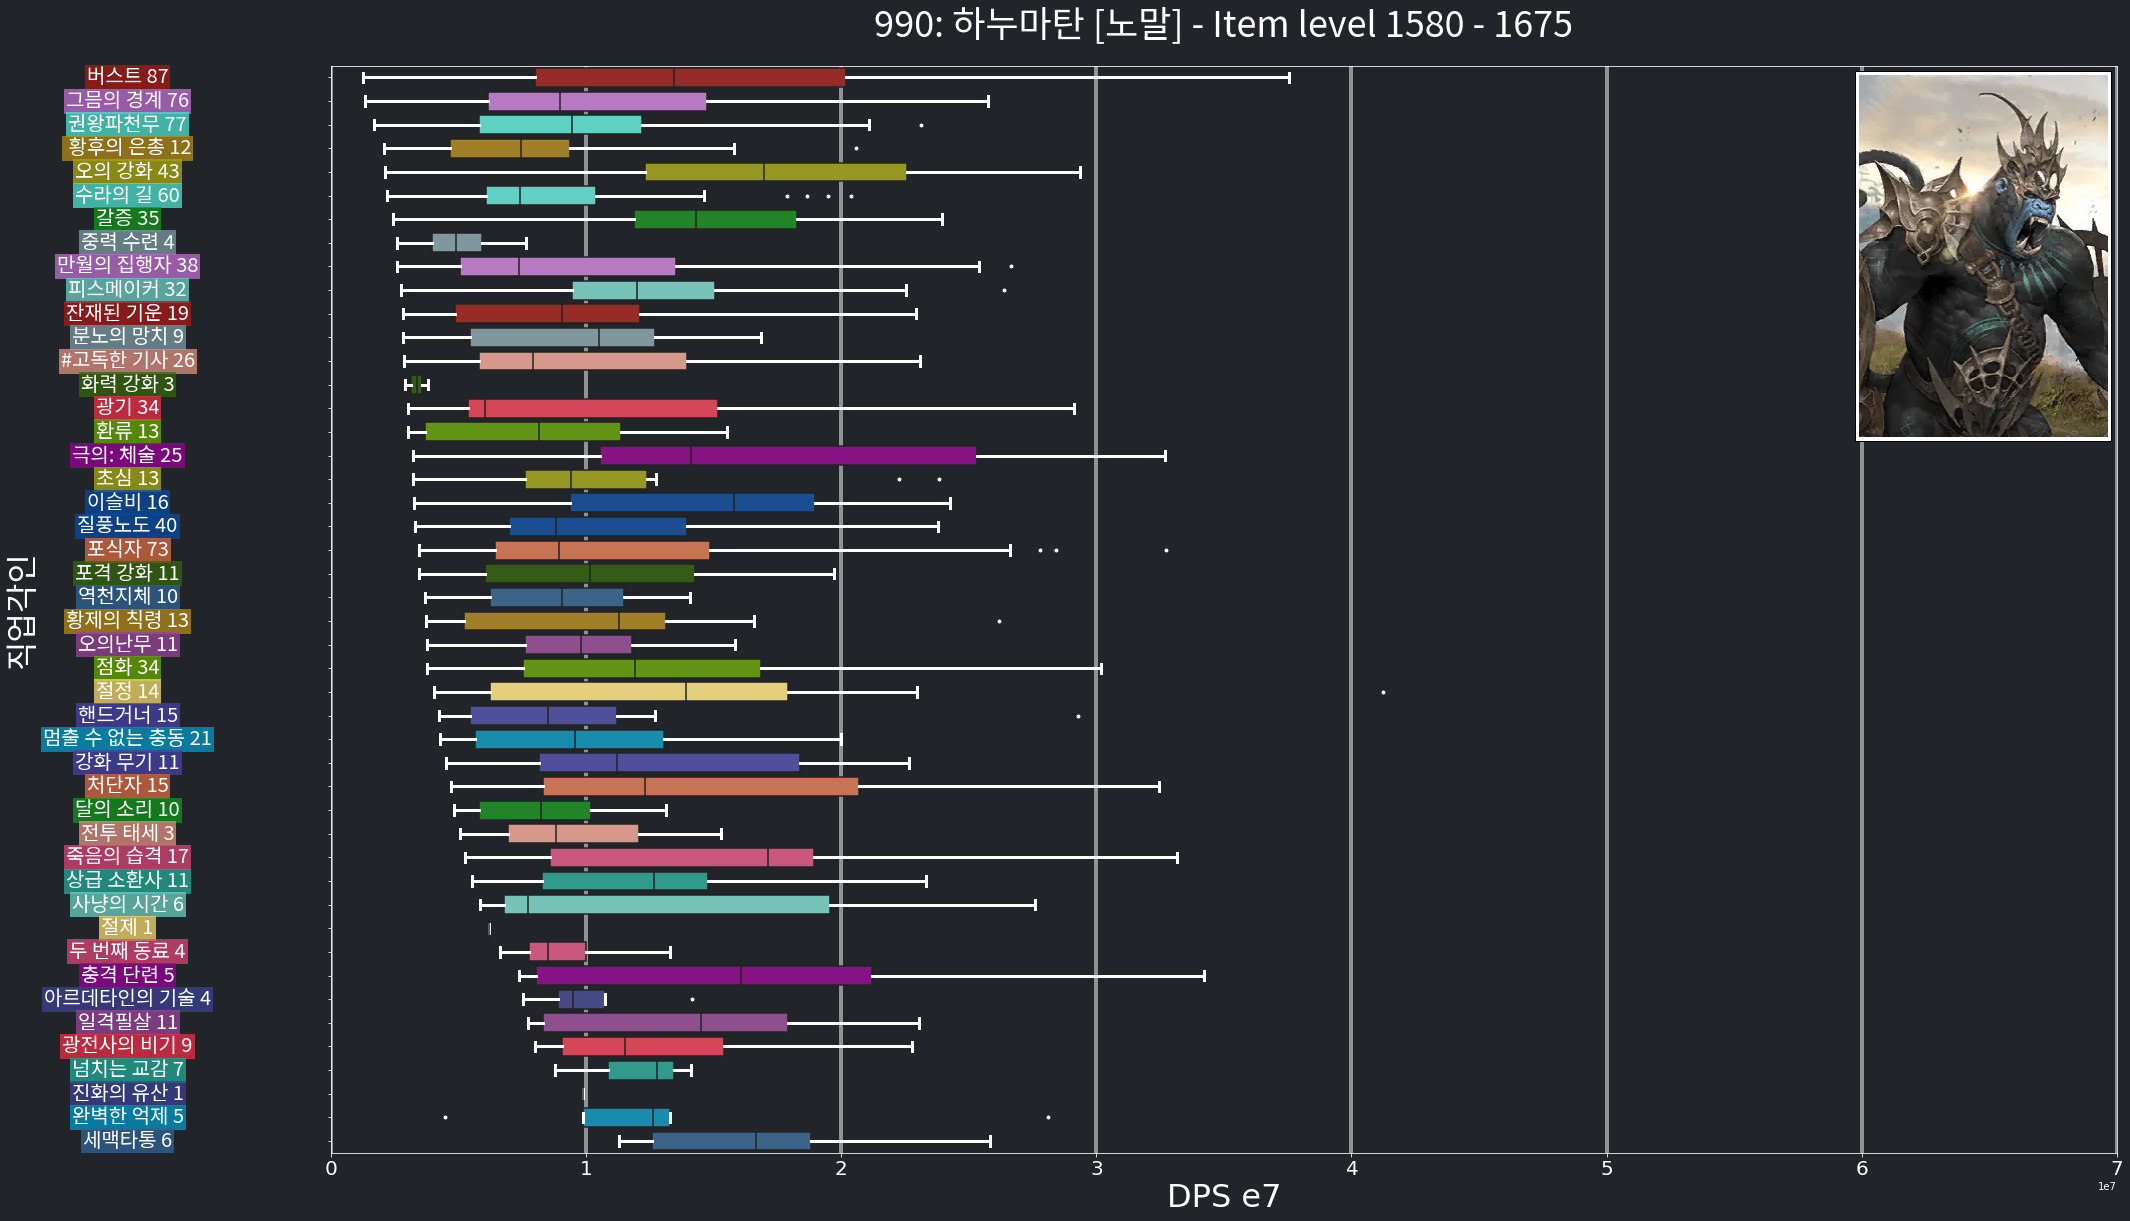 990: 하누마탄 [노말] - Item level 1580 - 1675
버스트 87
그믐의 경계 76
권왕파천무 77
황후의 은총 12
오의 강화 43
수라의 길 60
갈증 35
중력 수련 4
만월의 집행자 38
피스메이커 32
잔재된 기운 19
분노의 망치 9
#고독한 기사 26
화력 강화 3
광기 34
환류 13
극의: 체술 25
초심 13
이슬비 16
질풍노도 40
포식자 73
포격 강화 11
역천지체 10
황제의 칙령 13
오의난무 11
점화 34
절정 14
핸드거너 15
멈출 수 없는 충동 21
강화 무기 11
처단자 15
달의 소리 10
전투 태세 3
죽음의 습격 17
상급 소환사 11
사냥의 시간 6
절제 1
두 번째 동료 4
충격 단련 5
아르데타인의 기술 4
일격필살 11
광전사의 비기 9
넘치는 교감 7
진화의 유산 1
완벽한 억제 5
세맥타통 6
직업각인
0 1 2 3 4 5 6 7
1e7
DPS e7